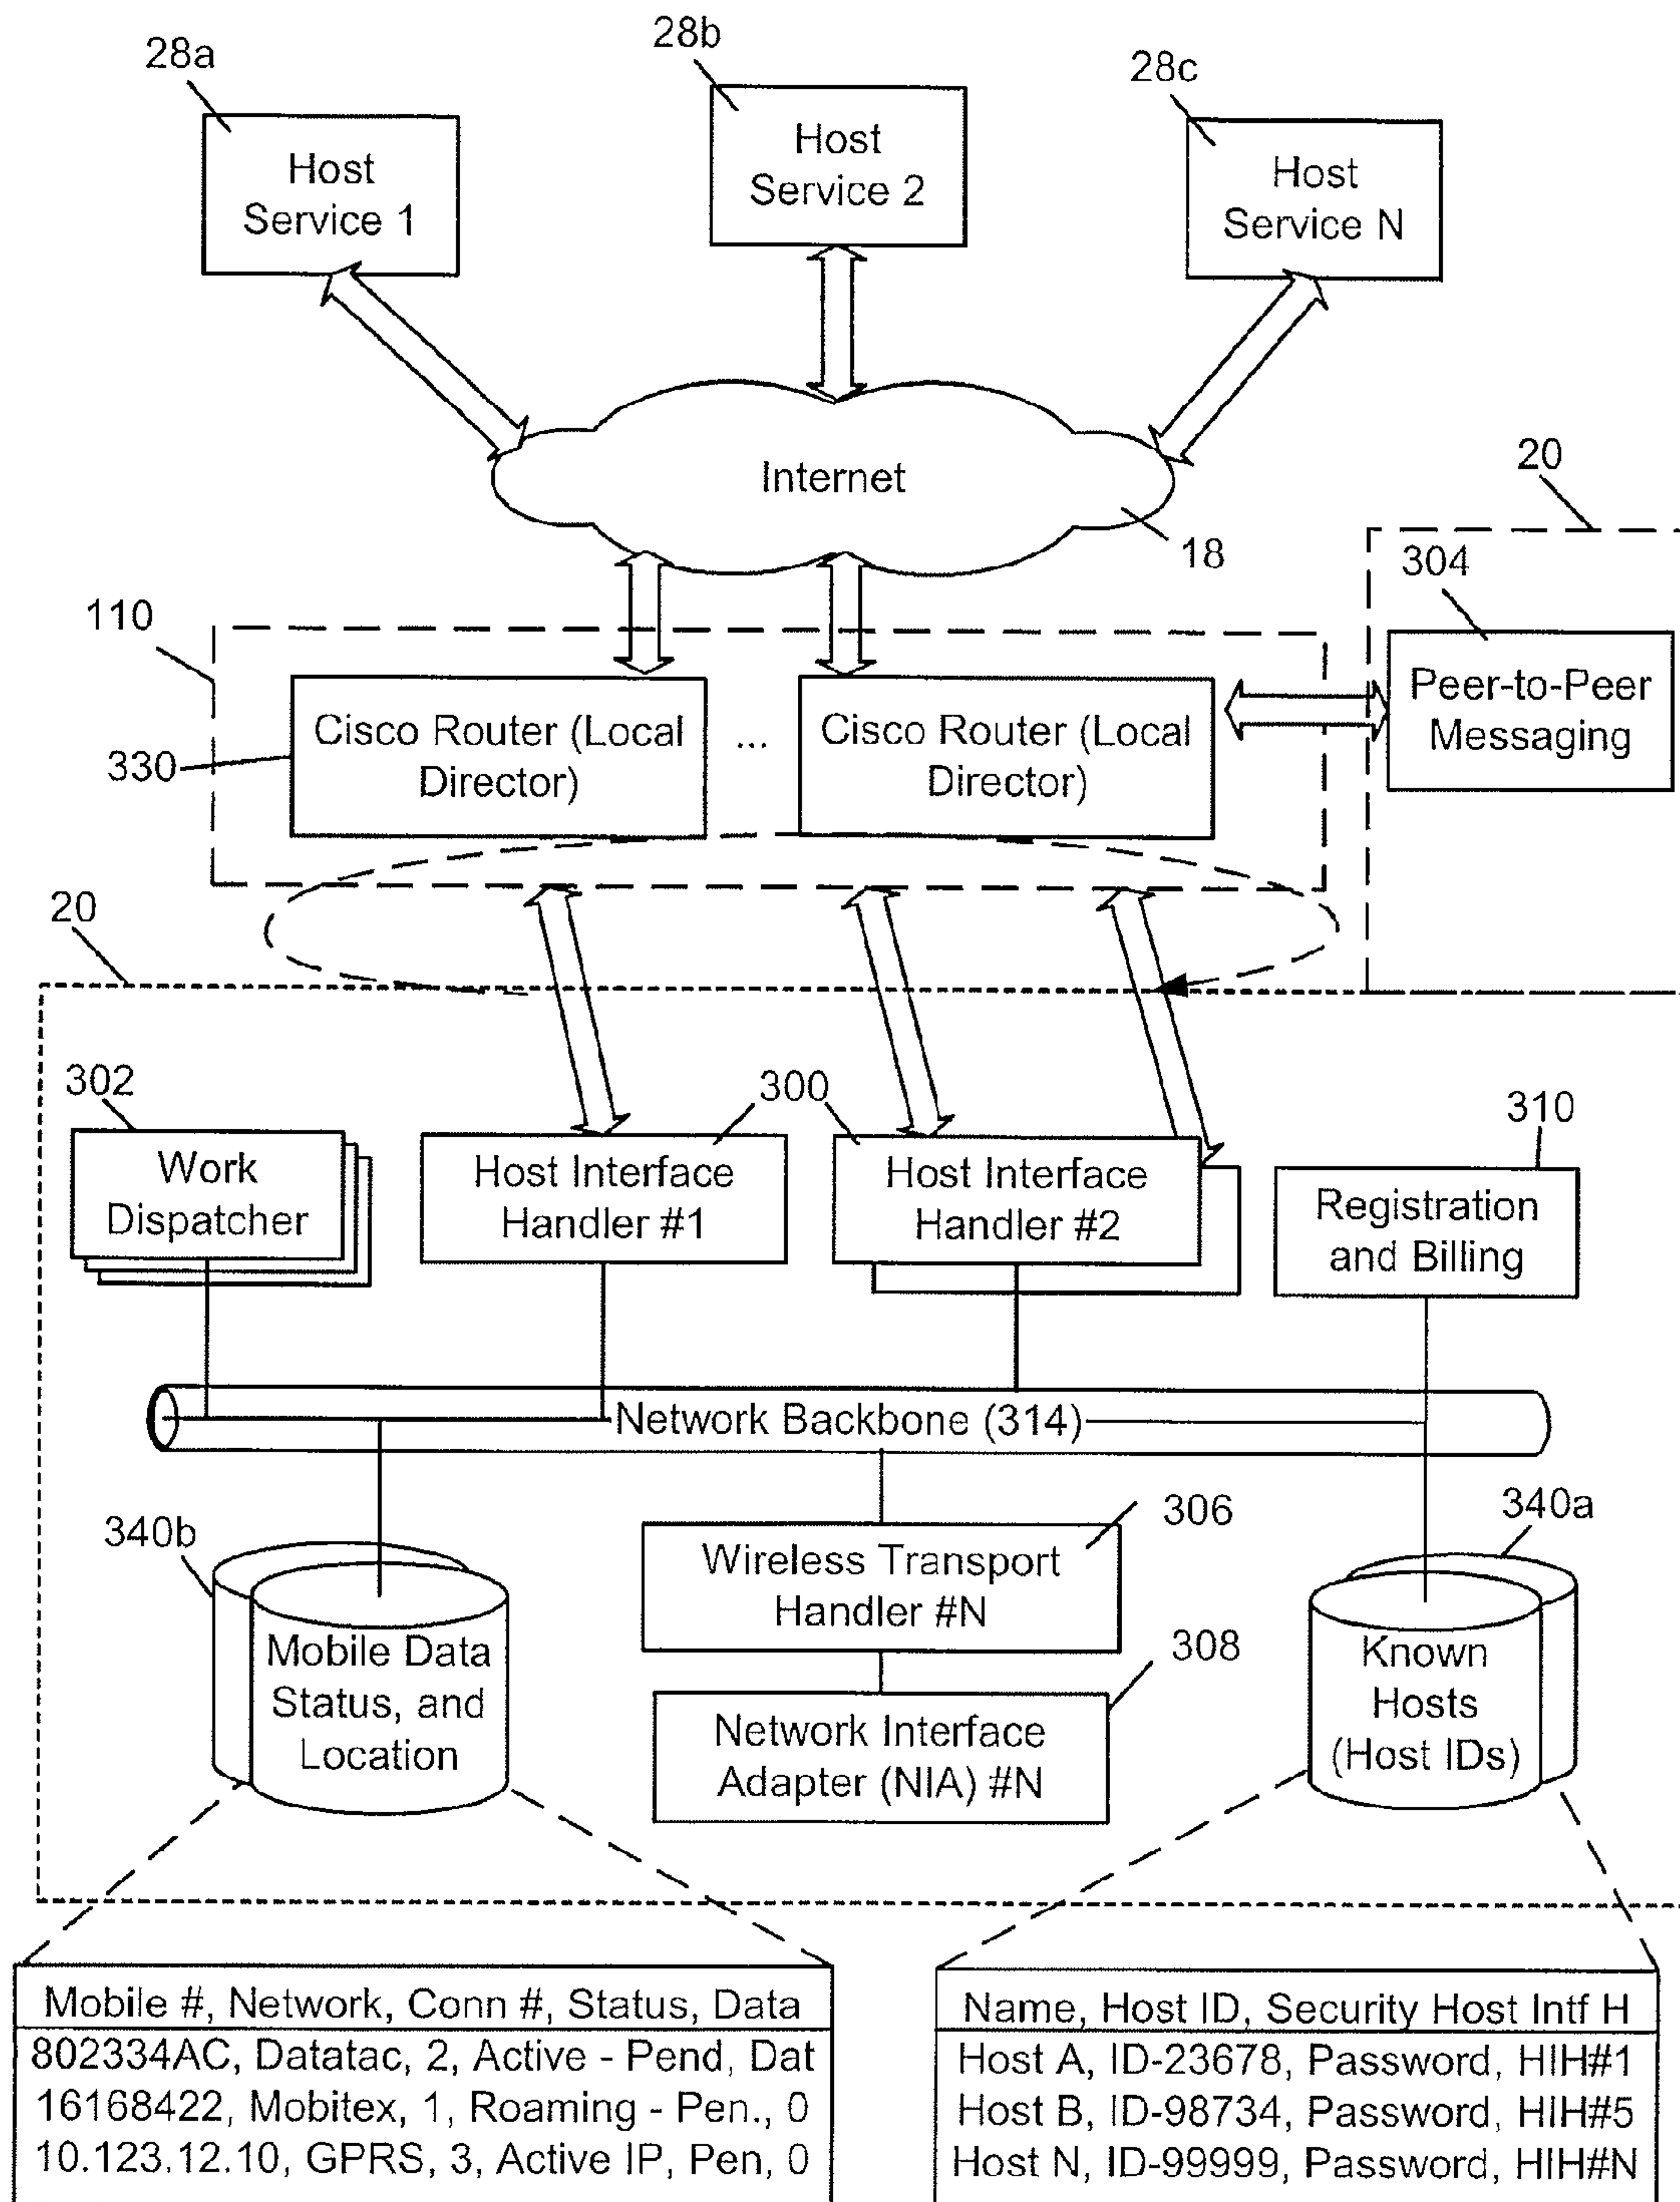 28a
28b
28c
Host
Service 1
Host
Service 2
Host
Service N
Internet
18
20
304
Peer-to-Peer
Messaging
110
Cisco Router (Local
Director)
...
Cisco Router (Local
Director)
330
20
302
Work
Dispatcher
300
Host Interface
Handler #1
Host Interface
Handler #2
310
Registration
and Billing
Network Backbone (314)
340b
Mobile Data
Status, and
Location
306
Wireless Transport
Handler #N
308
Network Interface
Adapter (NIA) #N
340a
Known
Hosts
(Host IDs)
Mobile #, Network, Conn #, Status, Data
802334AC, Datatac, 2, Active - Pend, Dat
16168422, Mobitex, 1, Roaming - Pen., 0
10.123.12.10, GPRS, 3, Active IP, Pen, 0
Name, Host ID, Security Host Intf H
Host A, ID-23678, Password, HIH#1
Host B, ID-98734, Password, HIH#5
Host N, ID-99999, Password, HIH#N